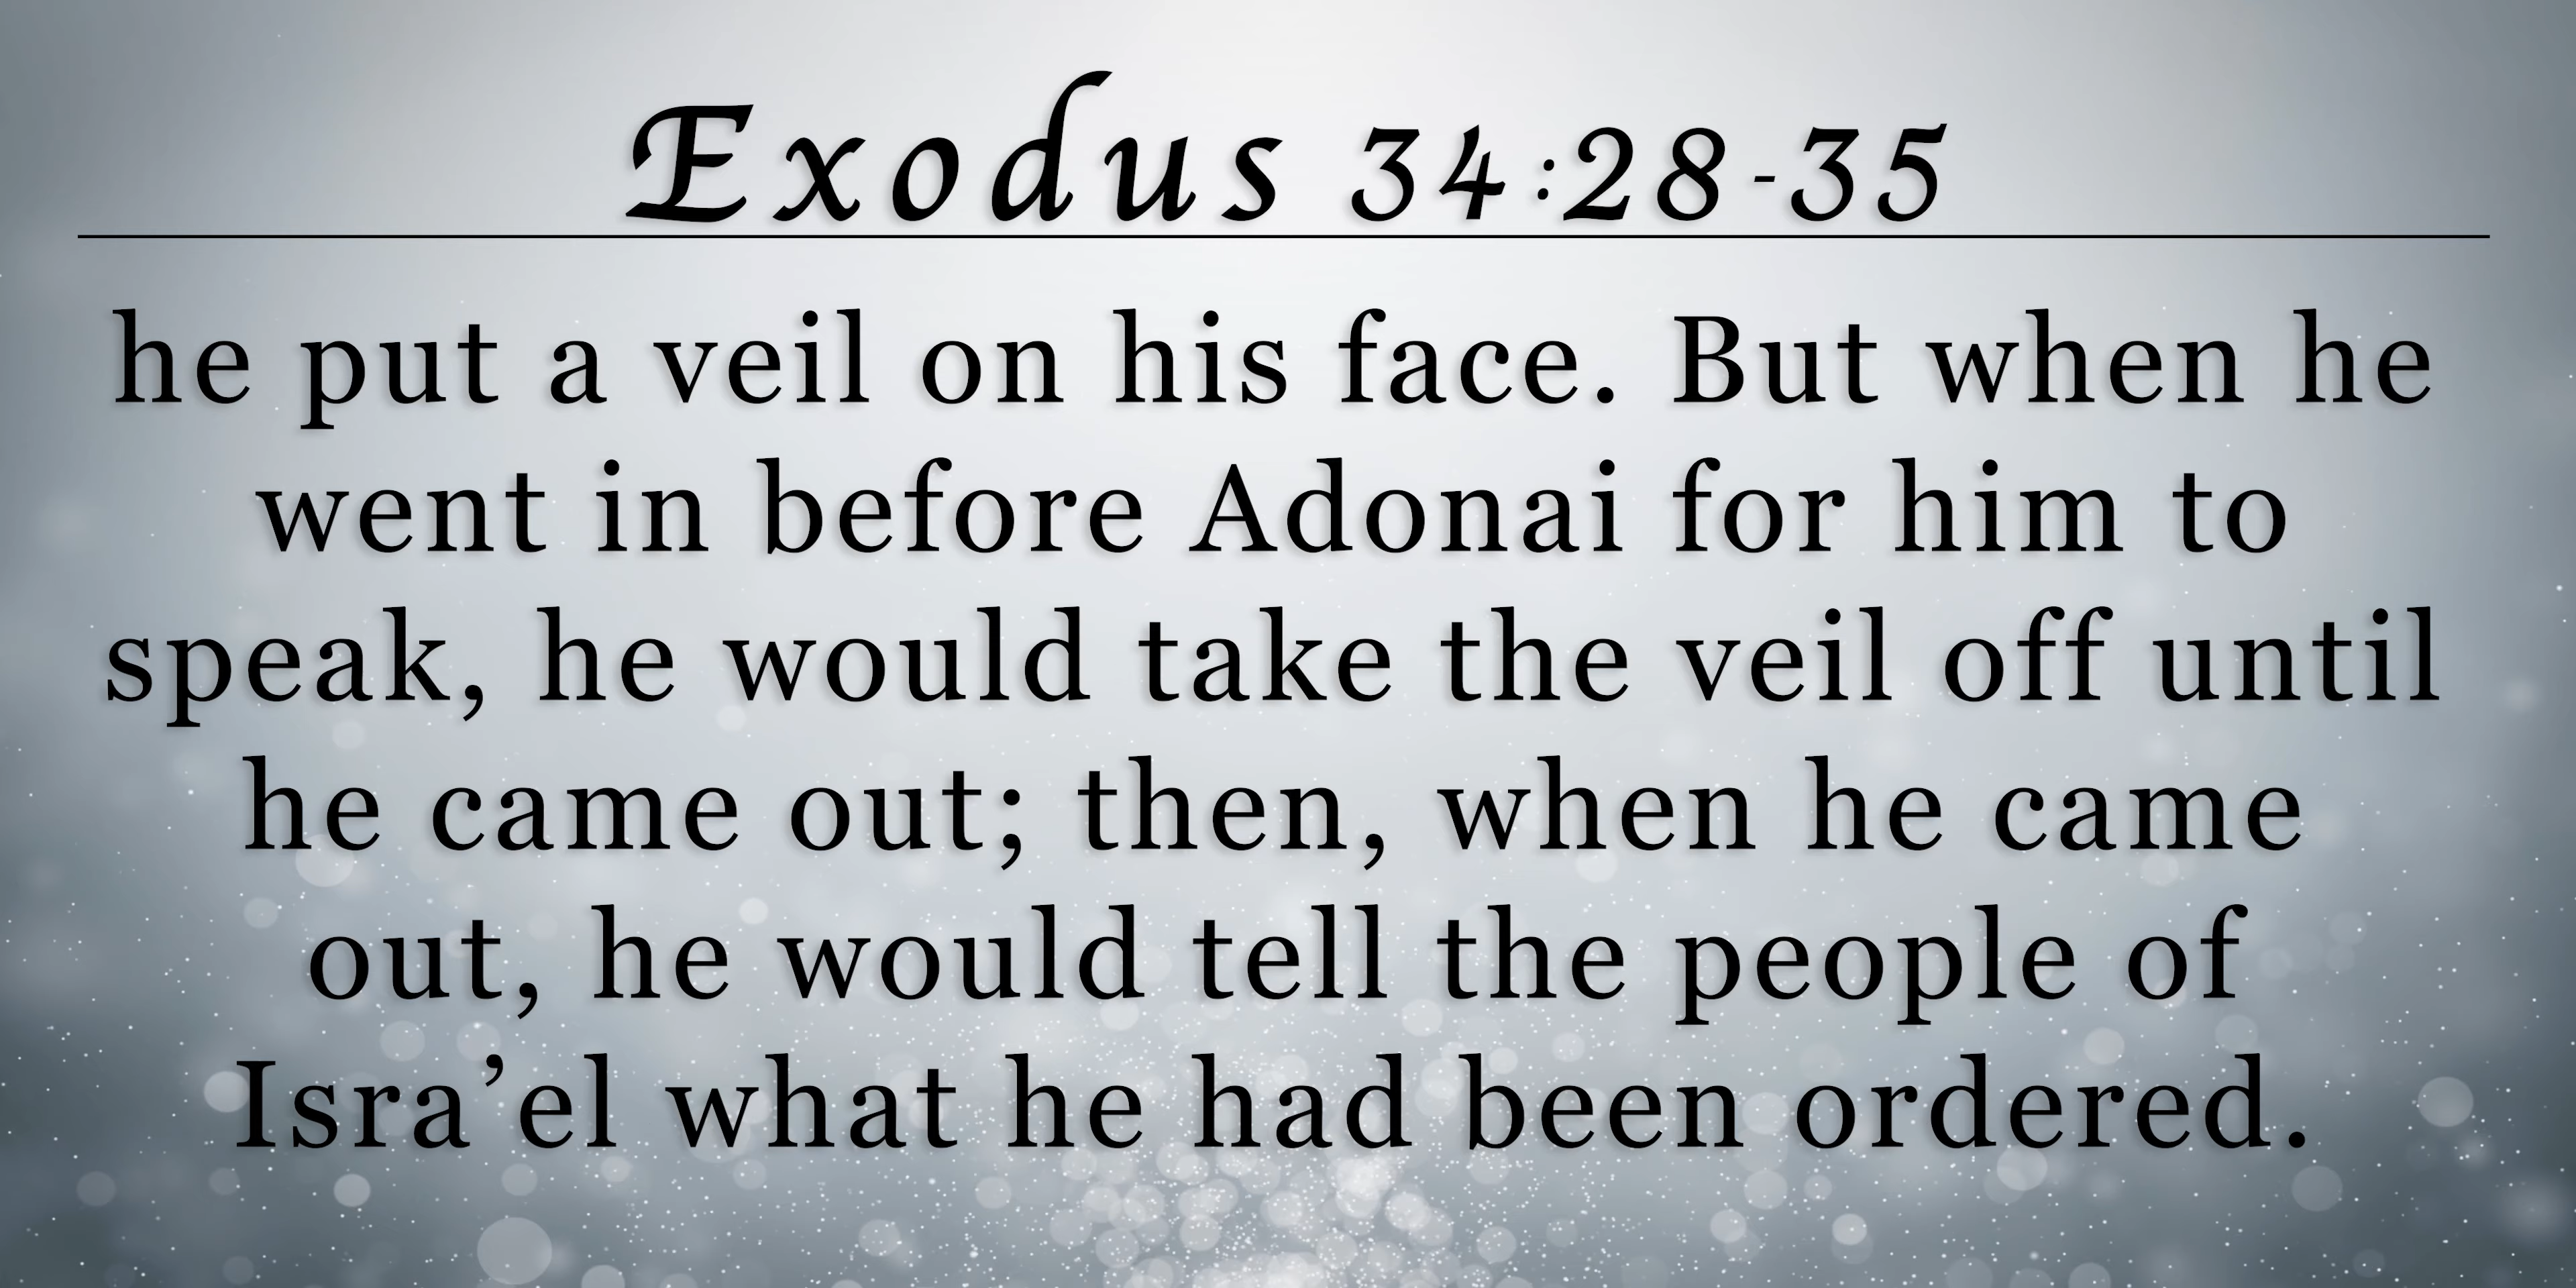 Exodus 34:28-35
he put a veil on his face. But when he
went in before Adonai for him to
speak, he would take the veil off until
he came out; then, when he came
out, he would tell the people of
Isra’el what he had been ordered.